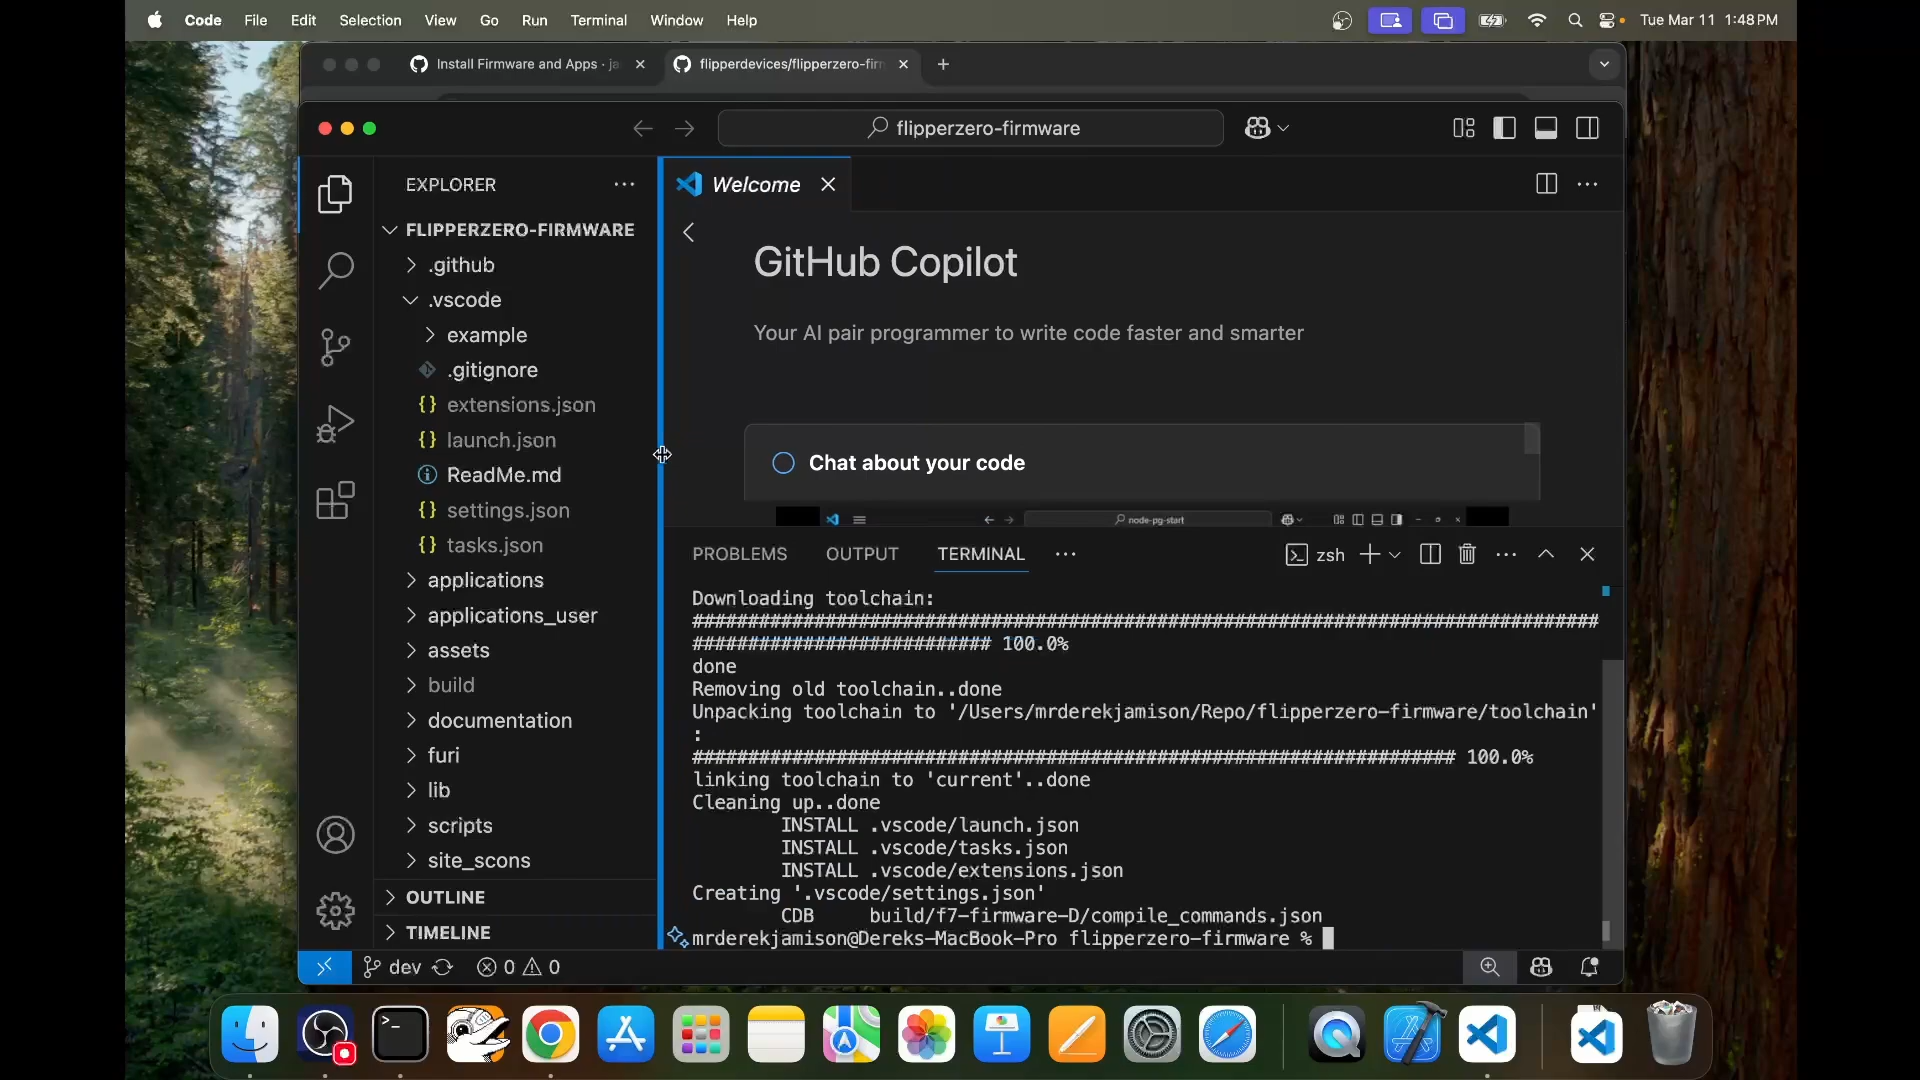 Code File Edit Selection View Go Run Terminal Window Help
Tue Mar 11 1:48 PM
Install Firmware and Apps · ja
flipperdevices/flipperzero-firm
flipperzero-firmware
EXPLORER
FLIPPERZERO-FIRMWARE
.github
.vscode
example
.gitignore
extensions.json
launch.json
ReadMe.md
settings.json
tasks.json
applications
applications_user
assets
build
documentation
furi
lib
scripts
site_scons
OUTLINE
TIMELINE
Welcome
GitHub Copilot
Your AI pair programmer to write code faster and smarter
Chat about your code
node-pg-start
PROBLEMS OUTPUT TERMINAL
zsh
Downloading toolchain:
##################################################################################
########################### 100.0%
done
Removing old toolchain..done
Unpacking toolchain to '/Users/mrderekjamison/Repo/flipperzero-firmware/toolchain'
:
##################################################################### 100.0%
linking toolchain to 'current'..done
Cleaning up..done
INSTALL .vscode/launch.json
INSTALL .vscode/tasks.json
INSTALL .vscode/extensions.json
Creating '.vscode/settings.json'
CDB build/f7-firmware-D/compile_commands.json
mrderekjamison@Dereks-MacBook-Pro flipperzero-firmware %
dev 0 0